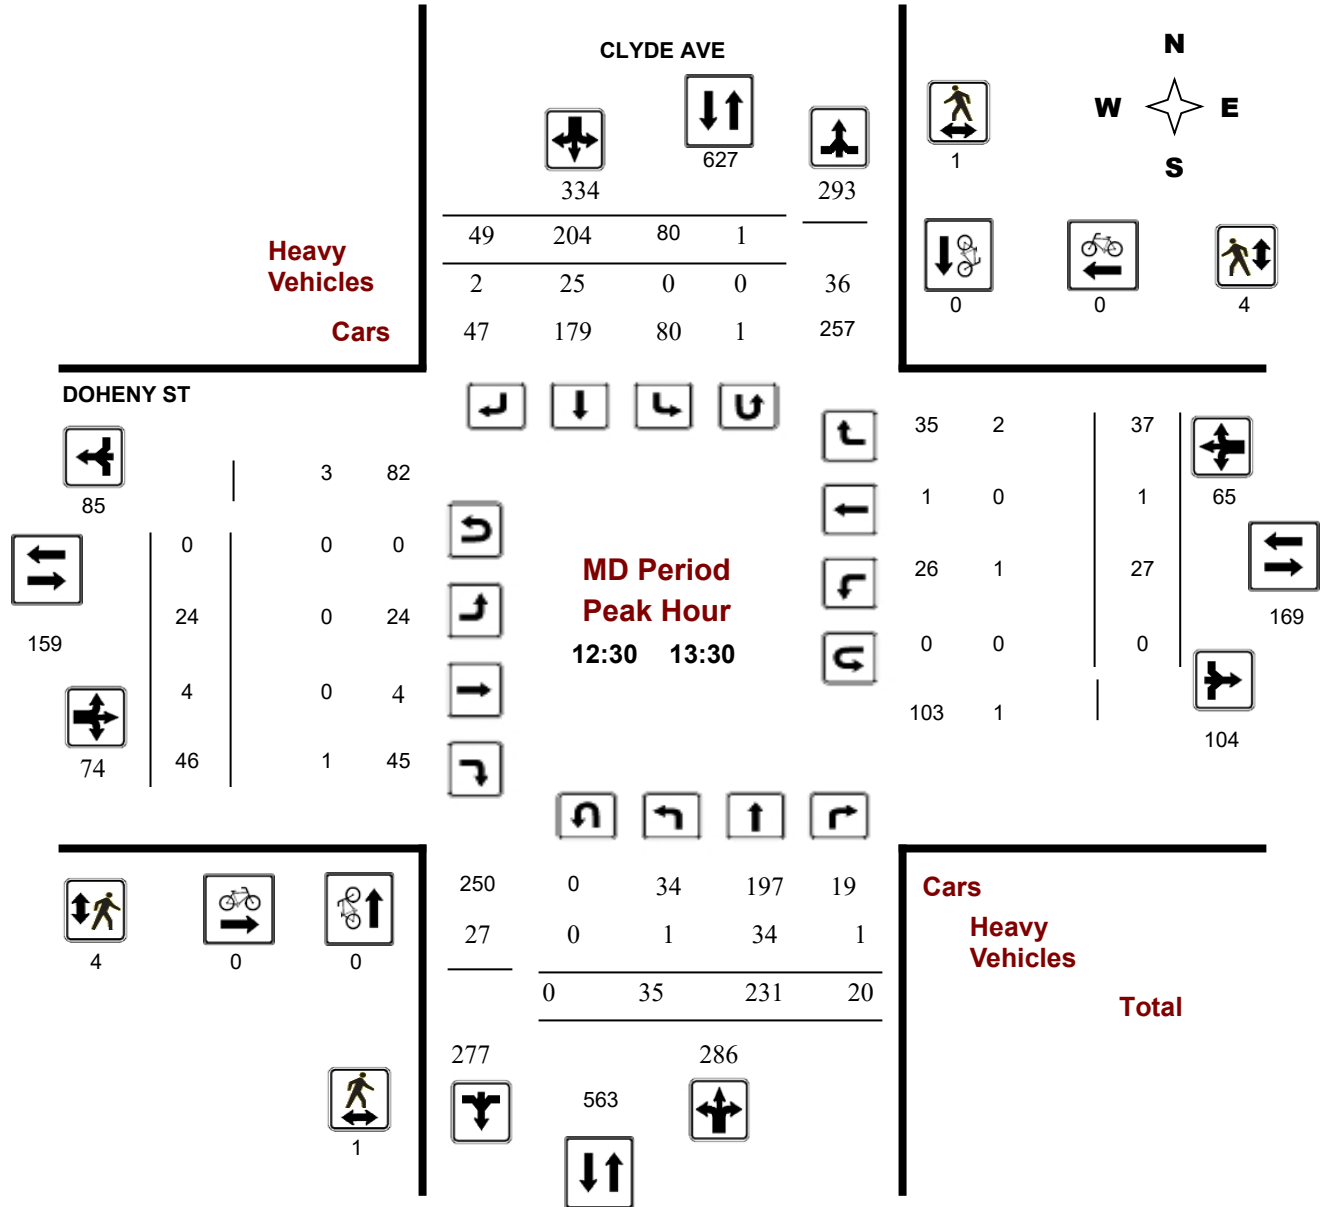 CLYDE AVE
N
W E
S
627
1
334
293
49 204 80 1
Heavy
Vehicles
2 25 0 0 36
0 0 4
Cars
47 179 80 1 257
DOHENY ST
35 2 37
3 82
85
1 0 1 65
0 0 0
MD Period
26 1 27
Peak Hour
24 0 24
169
159
12:30 13:30
0 0 0
4 0 4
103 1
104
74
46 1 45
250 0 34 197 19
Cars
27 0 1 34 1
Heavy
Vehicles
4 0 0
0 35 231 20
Total
277 286
563
1